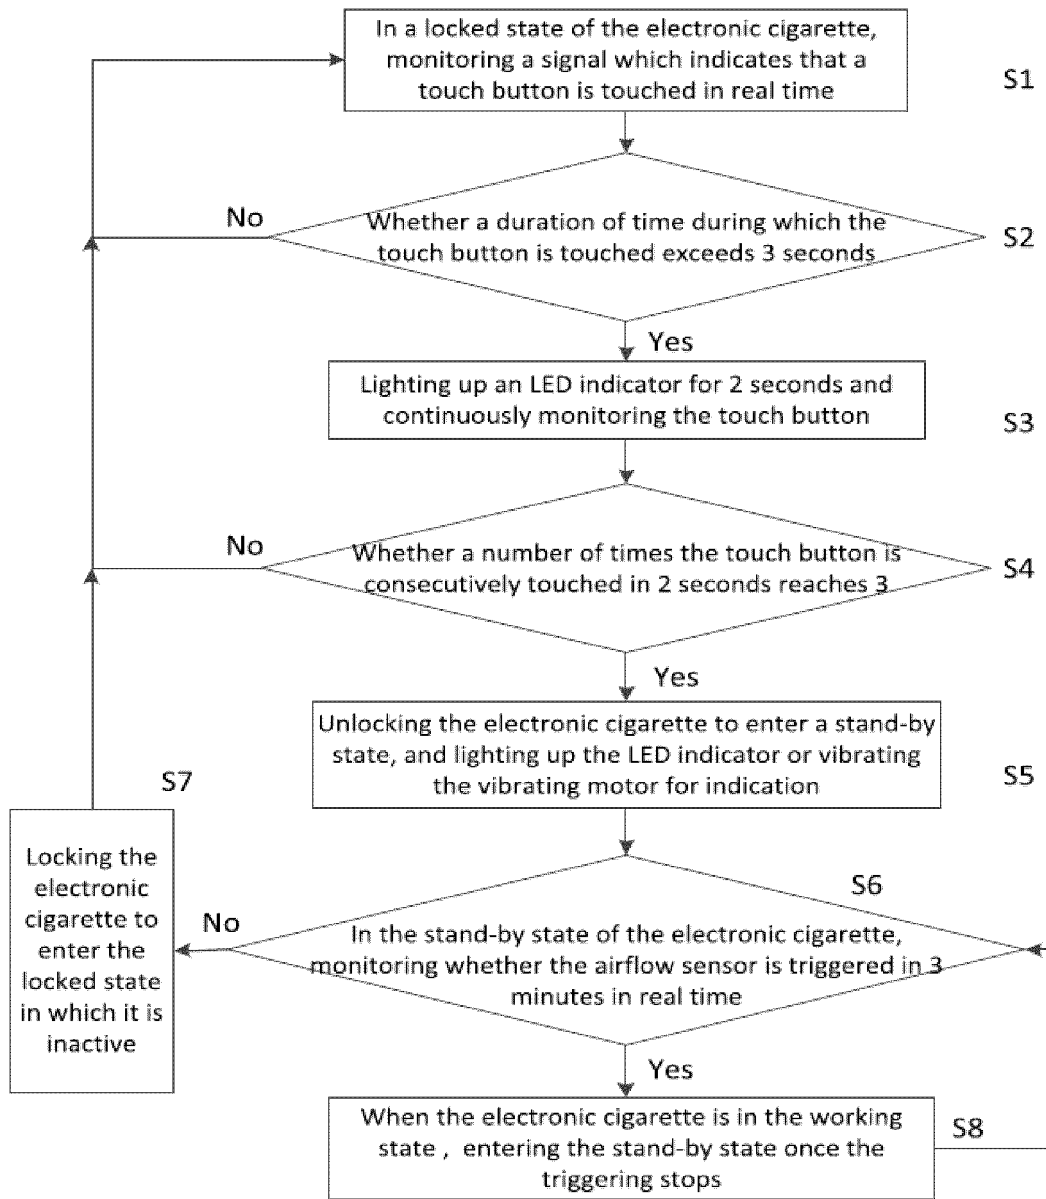 In a locked state of the electronic cigarette,
monitoring a signal which indicates that a
touch button is touched in real time
S1
No
Whether a duration of time during which the
touch button is touched exceeds 3 seconds
S2
Yes
Lighting up an LED indicator for 2 seconds and
continuously monitoring the touch button
S3
No
Whether a number of times the touch button is
consecutively touched in 2 seconds reaches 3
S4
Yes
Unlocking the electronic cigarette to enter a stand-by
state, and lighting up the LED indicator or vibrating
the vibrating motor for indication
S5
S7
Locking the
electronic
cigarette to
enter the
locked state
in which it is
inactive
No
S6
In the stand-by state of the electronic cigarette,
monitoring whether the airflow sensor is triggered in 3
minutes in real time
Yes
When the electronic cigarette is in the working
state , entering the stand-by state once the
triggering stops
S8